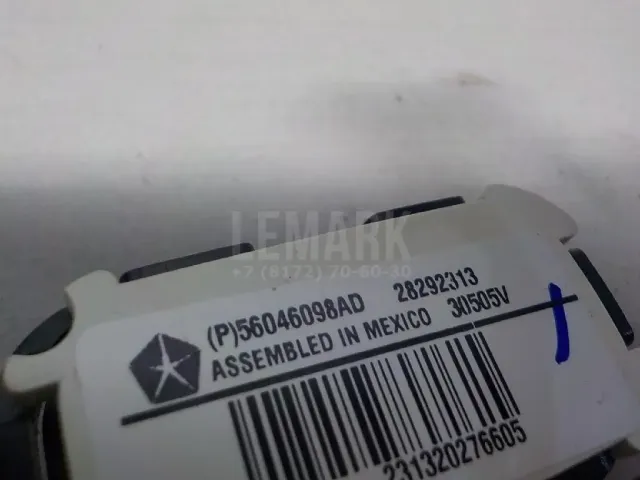 LEMARK
+7 (8172) 70-60-30
(P)56046098AD 28292313
ASSEMBLED IN MEXICO 30505V
231320276605